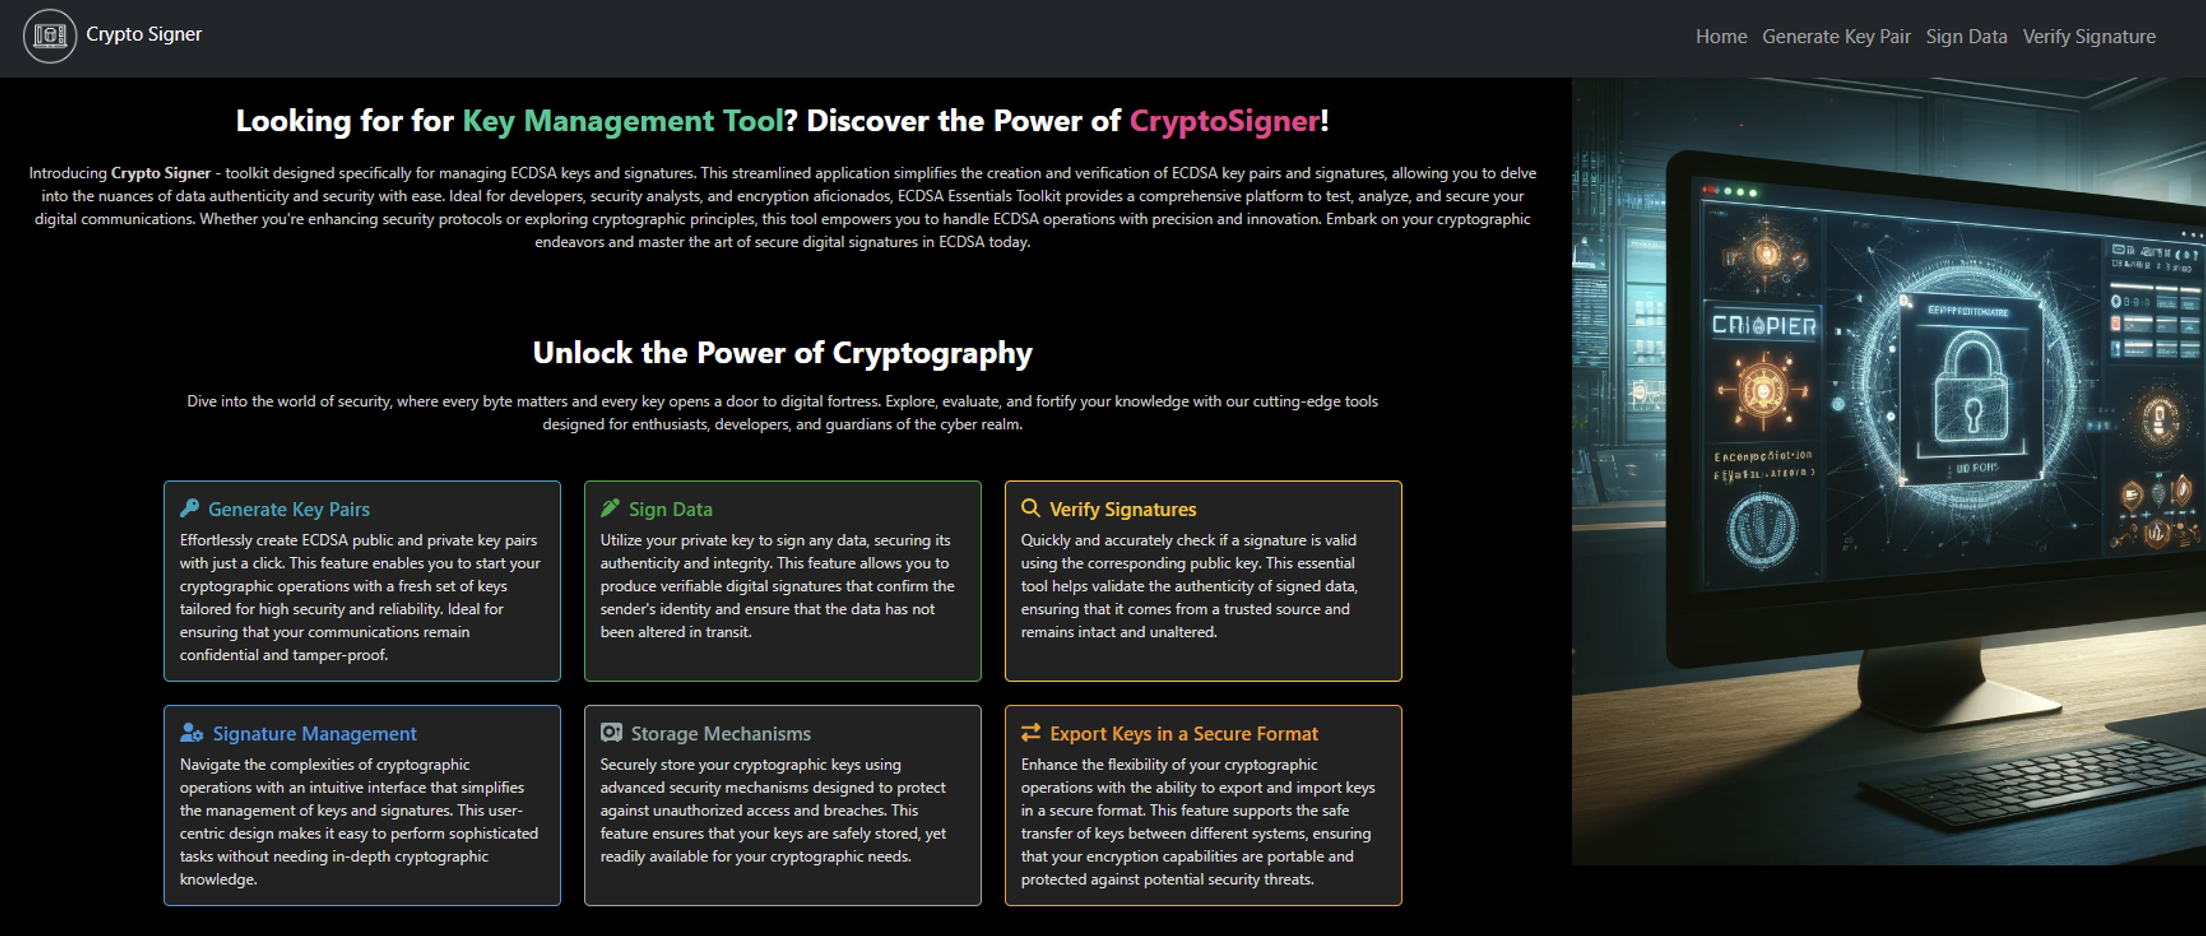 Crypto Signer
Home Generate Key Pair Sign Data Verify Signature
Looking for for Key Management Tool? Discover the Power of CryptoSigner!
Introducing Crypto Signer - toolkit designed specifically for managing ECDSA keys and signatures. This streamlined application simplifies the creation and verification of ECDSA key pairs and signatures, allowing you to delve
into the nuances of data authenticity and security with ease. Ideal for developers, security analysts, and encryption aficionados, ECDSA Essentials Toolkit provides a comprehensive platform to test, analyze, and secure your
digital communications. Whether you're enhancing security protocols or exploring cryptographic principles, this tool empowers you to handle ECDSA operations with precision and innovation. Embark on your cryptographic
endeavors and master the art of secure digital signatures in ECDSA today.
Unlock the Power of Cryptography
Dive into the world of security, where every byte matters and every key opens a door to digital fortress. Explore, evaluate, and fortify your knowledge with our cutting-edge tools
designed for enthusiasts, developers, and guardians of the cyber realm.
Generate Key Pairs
Effortlessly create ECDSA public and private key pairs
with just a click. This feature enables you to start your
cryptographic operations with a fresh set of keys
tailored for high security and reliability. Ideal for
ensuring that your communications remain
confidential and tamper-proof.
Sign Data
Utilize your private key to sign any data, securing its
authenticity and integrity. This feature allows you to
produce verifiable digital signatures that confirm the
sender's identity and ensure that the data has not
been altered in transit.
Verify Signatures
Quickly and accurately check if a signature is valid
using the corresponding public key. This essential
tool helps validate the authenticity of signed data,
ensuring that it comes from a trusted source and
remains intact and unaltered.
Signature Management
Navigate the complexities of cryptographic
operations with an intuitive interface that simplifies
the management of keys and signatures. This user-
centric design makes it easy to perform sophisticated
tasks without needing in-depth cryptographic
knowledge.
Storage Mechanisms
Securely store your cryptographic keys using
advanced security mechanisms designed to protect
against unauthorized access and breaches. This
feature ensures that your keys are safely stored, yet
readily available for your cryptographic needs.
Export Keys in a Secure Format
Enhance the flexibility of your cryptographic
operations with the ability to export and import keys
in a secure format. This feature supports the safe
transfer of keys between different systems, ensuring
that your encryption capabilities are portable and
protected against potential security threats.